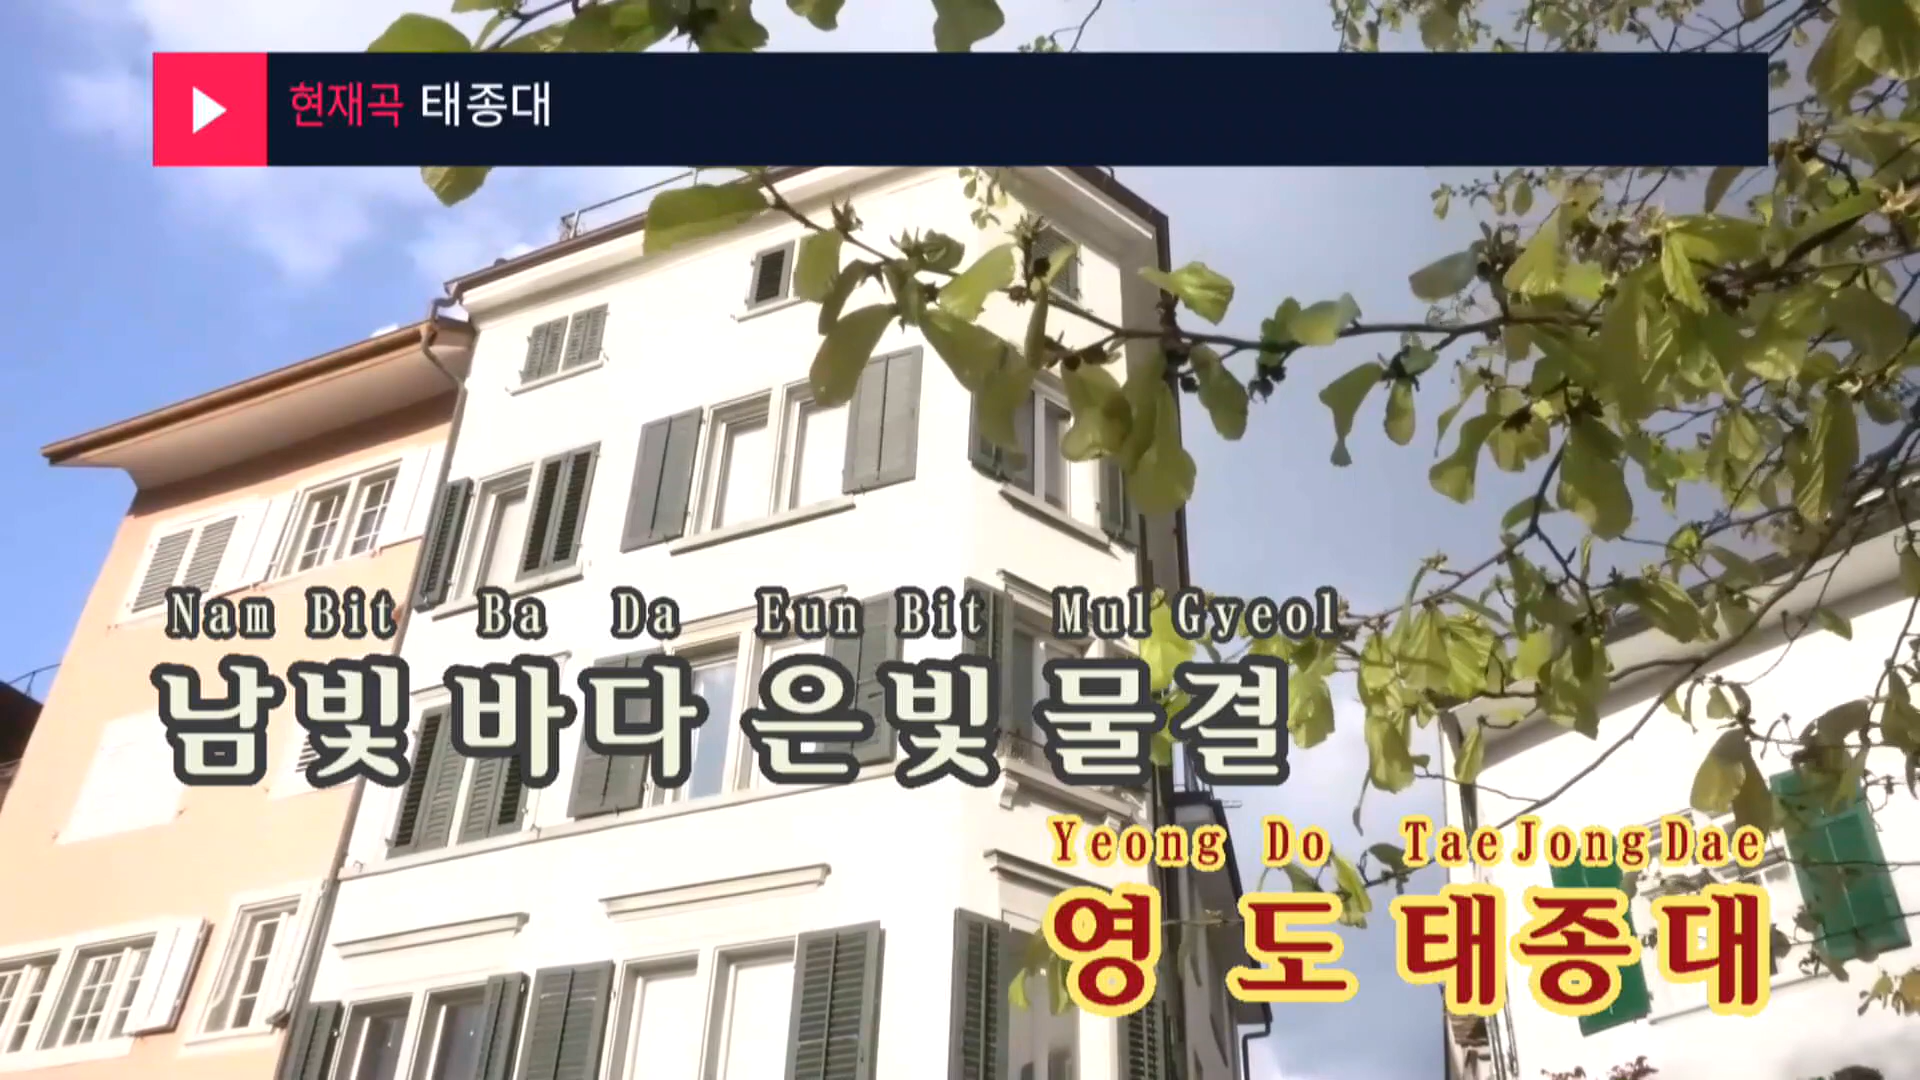 현재곡 태종대
Nam Bit Ba Da Eun Bit Mul Gyeol
남빛 바다 은빛 물결
Yeong Do Tae Jong Dae
영 도 태종대